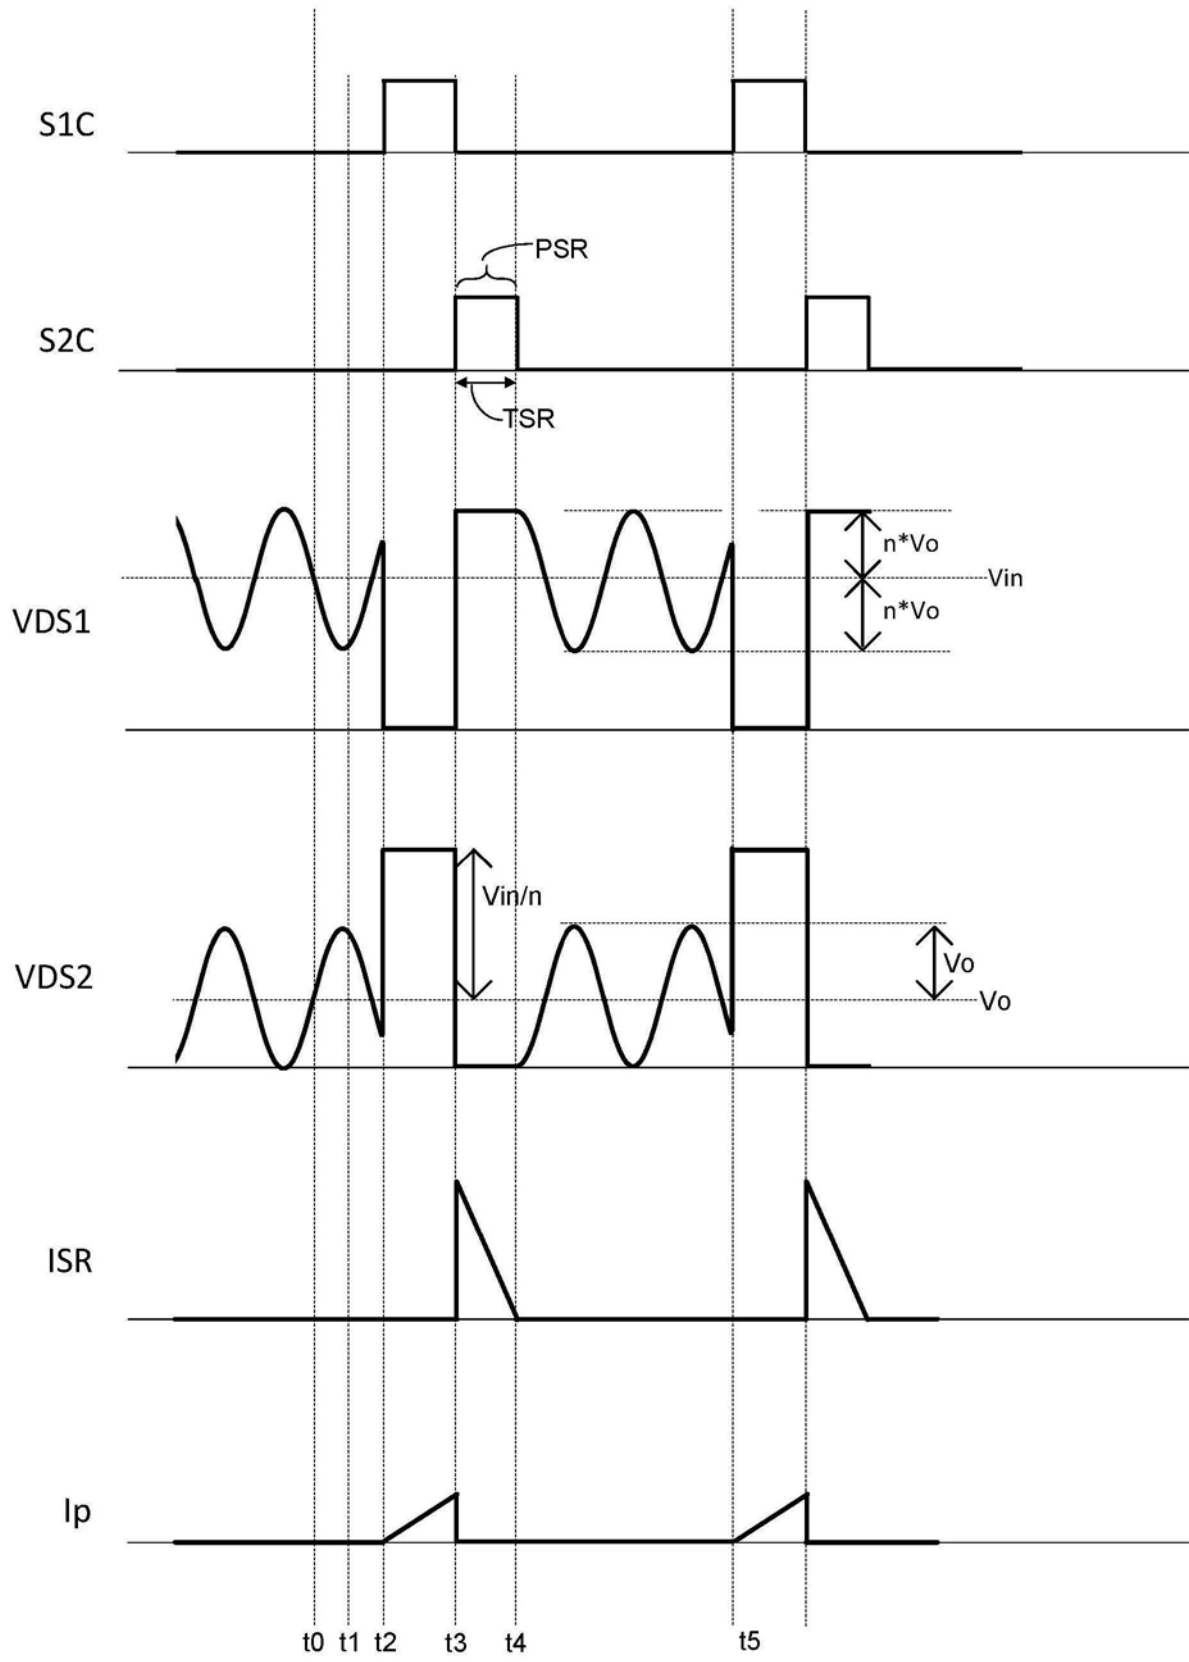 S1C
PSR
S2C
TSR
n*Vo
Vin
n*Vo
VDS1
Vin/n
Vo
VDS2
Vo
ISR
Ip
t0 t1 t2 t3 t4 t5